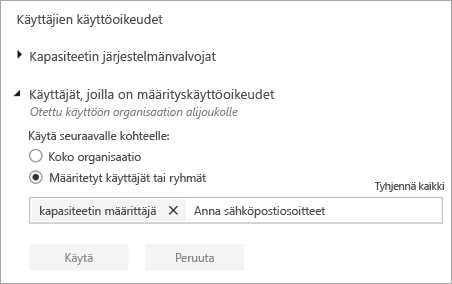 Käyttäjien käyttöoikeudet
Kapasiteetin järjestelmänvalvojat
Käyttäjät, joilla on määrityskäyttöoikeudet
Otettu käyttöön organisaation alijoukolle
Käytä seuraavalle kohteelle:
Koko organisaatio
Määritetyt käyttäjät tai ryhmät
Tyhjennä kaikki
kapasiteetin määrittäjä Anna sähköpostiosoitteet
Käytä Peruuta